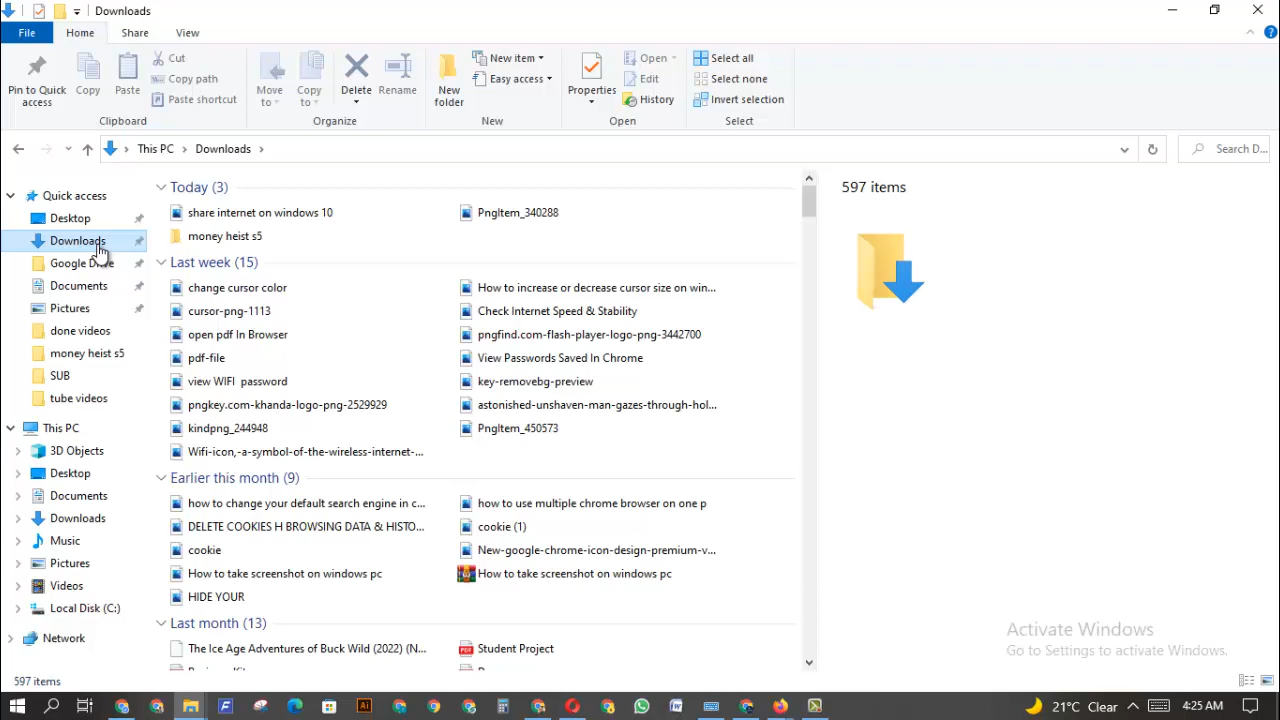 Downloads
File Home Share View
Pin to Quick access
Copy
Paste
Cut
Copy path
Paste shortcut
Clipboard
Move to
Copy to
Delete
Rename
Organize
New folder
New item
Easy access
New
Properties
Open
Edit
History
Open
Select all
Select none
Invert selection
Select
This PC > Downloads >
Search D...
Quick access
Desktop
Downloads
Google Drive
Documents
Pictures
done videos
money heist s5
SUB
tube videos
This PC
3D Objects
Desktop
Documents
Downloads
Music
Pictures
Videos
Local Disk (C:)
Network
Today (3)
share internet on windows 10
PngItem_340288
money heist s5
Last week (15)
change cursor color
How to increase or decrease cursor size on win...
cursor-png-1113
Check Internet Speed & Stability
open pdf In Browser
pngfind.com-flash-player-logo-png-3442700
pdf-file
View Passwords Saved In Chrome
view WIFI password
key-removebg-preview
pngkey.com-khanda-logo-png-2529929
astonished-unshaven-man-gazes-through-hol...
kindpng_244948
PngItem_450573
Wifi-icon,-a-symbol-of-the-wireless-internet-...
Earlier this month (9)
how to change your default search engine in c...
how to use multiple chrome browser on one p
DELETE COOKIES H BROWSING DATA & HISTO...
cookie (1)
cookie
New-google-chrome-icon-design-premium-v...
How to take screenshot on windows pc
How to take screenshot on windows pc
HIDE YOUR
Last month (13)
The Ice Age Adventures of Buck Wild (2022) (N...
Student Project
597 items
Activate Windows
Go to Settings to activate Windows.
597 items
21°C Clear
4:25 AM